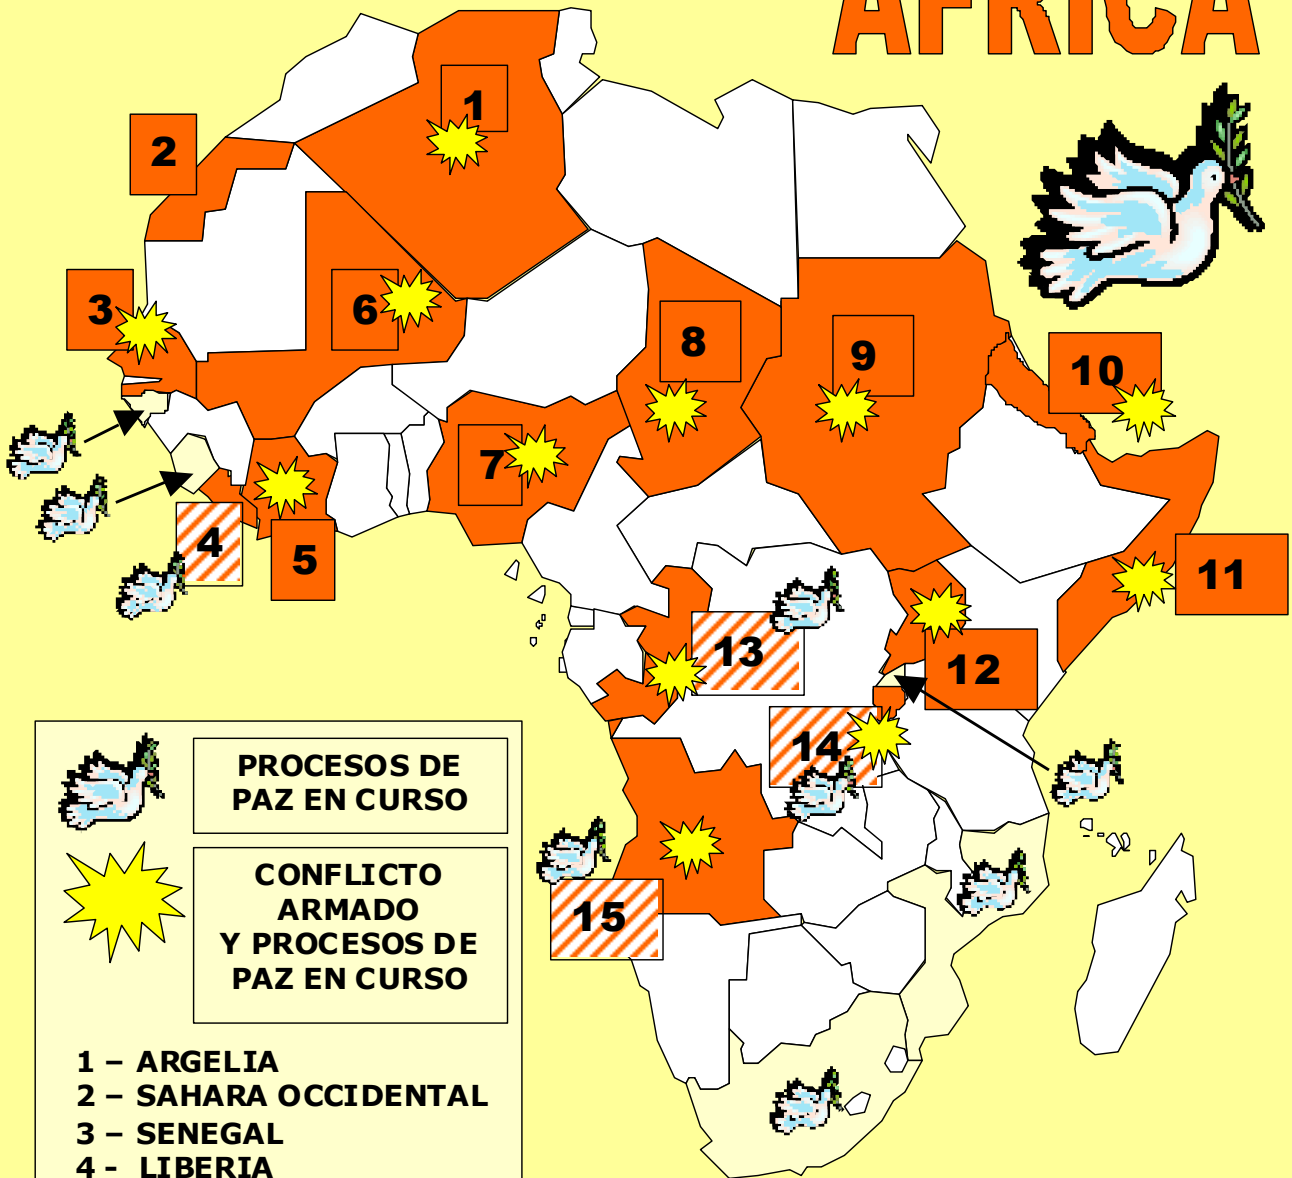 ÁFRICA
1
2
3
6
8
9
10
7
4
5
11
13
12
14
15
PROCESOS DE
PAZ EN CURSO
CONFLICTO
ARMADO
Y PROCESOS DE
PAZ EN CURSO
1 – ARGELIA
2 – SAHARA OCCIDENTAL
3 – SENEGAL
4 - LIBERIA